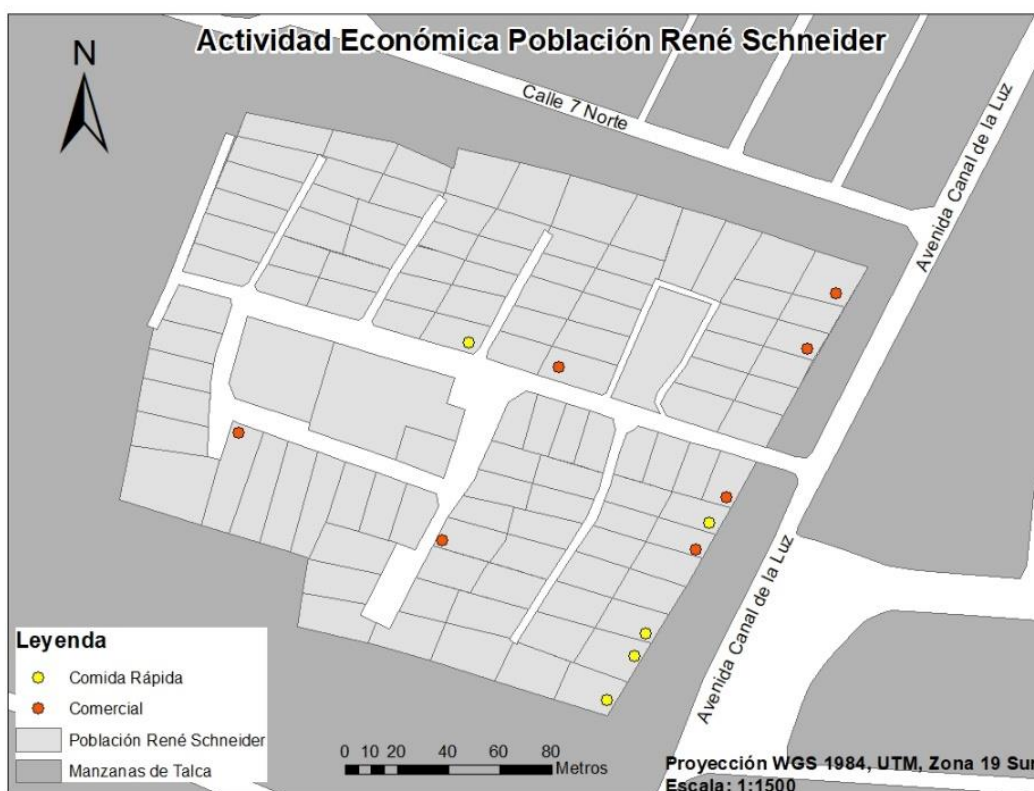 Actividad Económica Población René Schneider
N
Calle 7 Norte
Avenida Canal de la Luz
Avenida Canal de la Luz
Leyenda
Comida Rápida
Comercial
Población René Schneider
Manzanas de Talca
0 10 20 40 60 80
Metros
Proyección WGS 1984, UTM, Zona 19 Sur
Escala: 1:1500